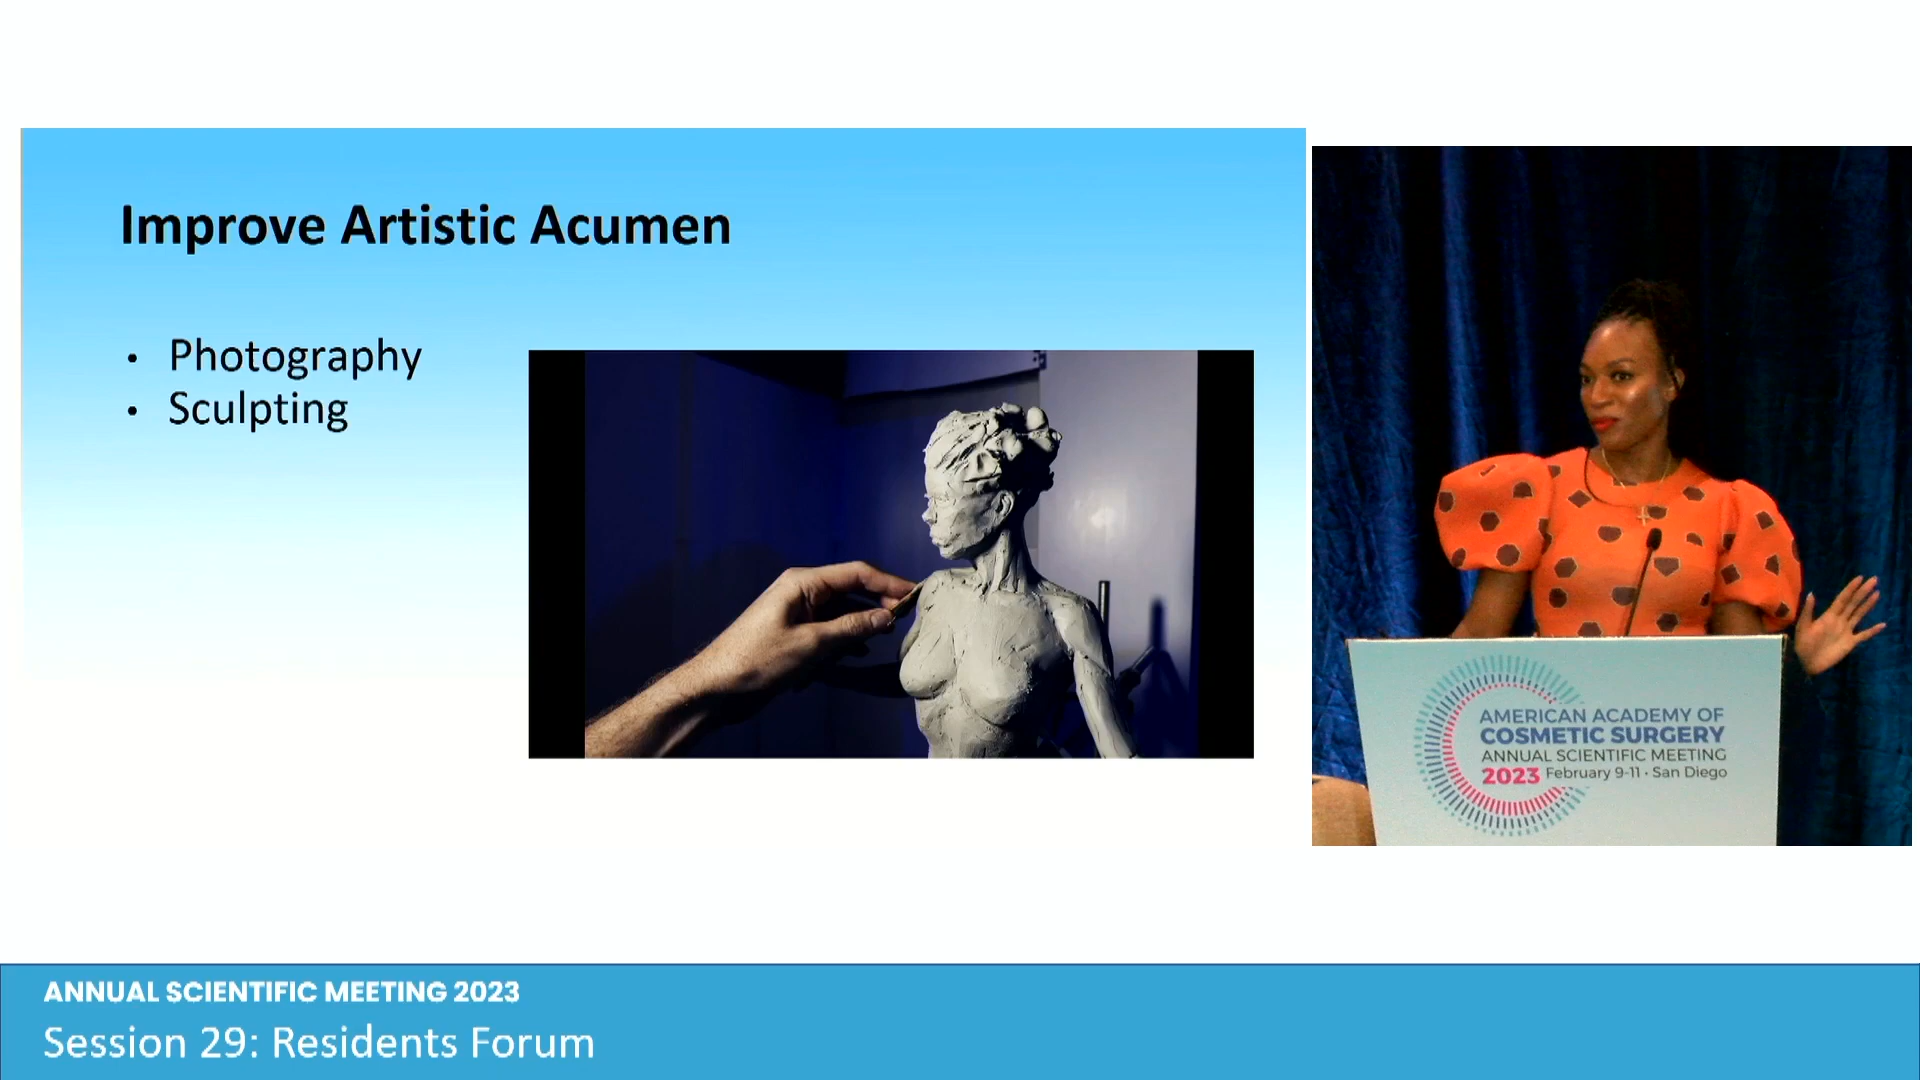 Improve Artistic Acumen
• Photography
• Sculpting
AMERICAN ACADEMY OF
COSMETIC SURGERY
ANNUAL SCIENTIFIC MEETING
2023 February 9-11 • San Diego
ANNUAL SCIENTIFIC MEETING 2023
Session 29: Residents Forum